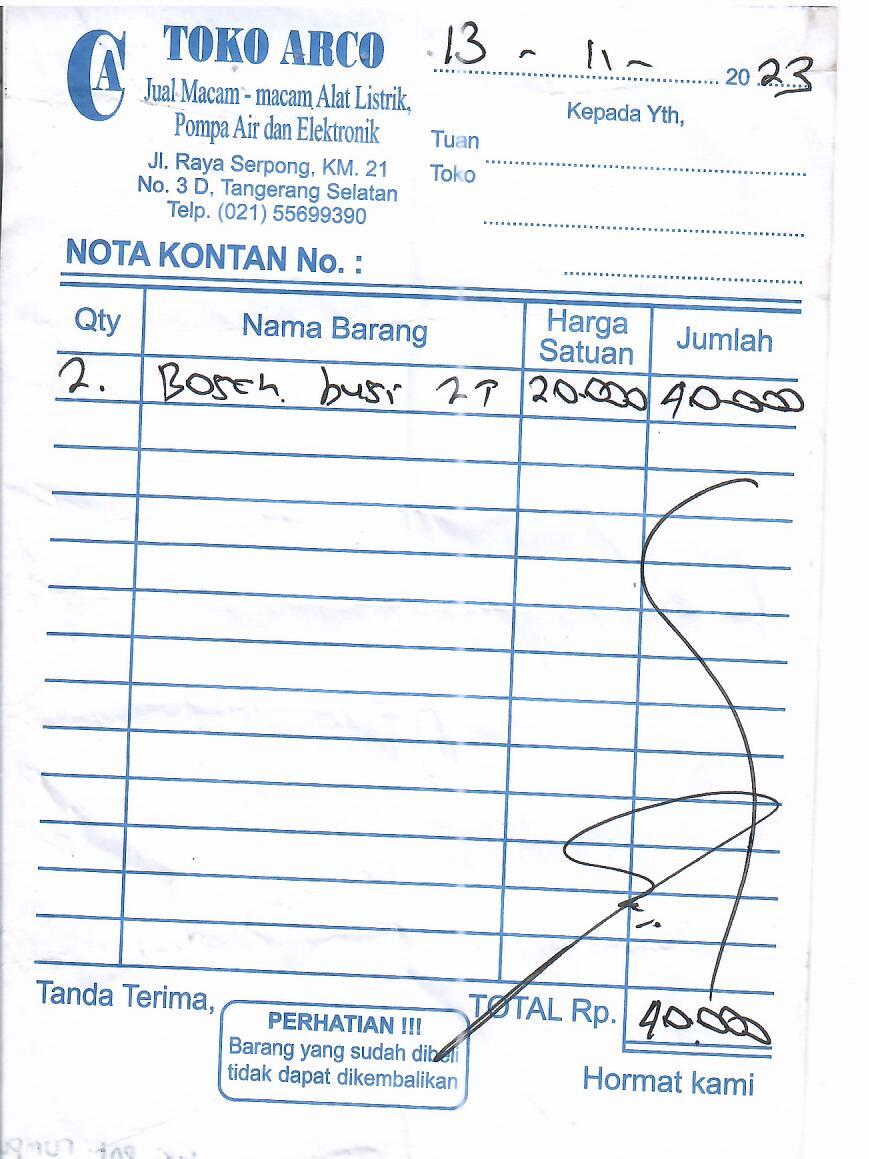 CA TOKO ARCO
Jual Macam - macam Alat Listrik,
Pompa Air dan Elektronik
Jl. Raya Serpong, KM. 21
No. 3 D, Tangerang Selatan
Telp. (021) 55699390
13 - 11 - 2023
Kepada Yth,
Tuan
Toko
NOTA KONTAN No. :
Qty Nama Barang Harga Satuan Jumlah
2. Bosch. busi 2T 20.000 40.000
Tanda Terima,
TOTAL Rp. 40.000
PERHATIAN !!!
Barang yang sudah dibeli
tidak dapat dikembalikan
Hormat kami